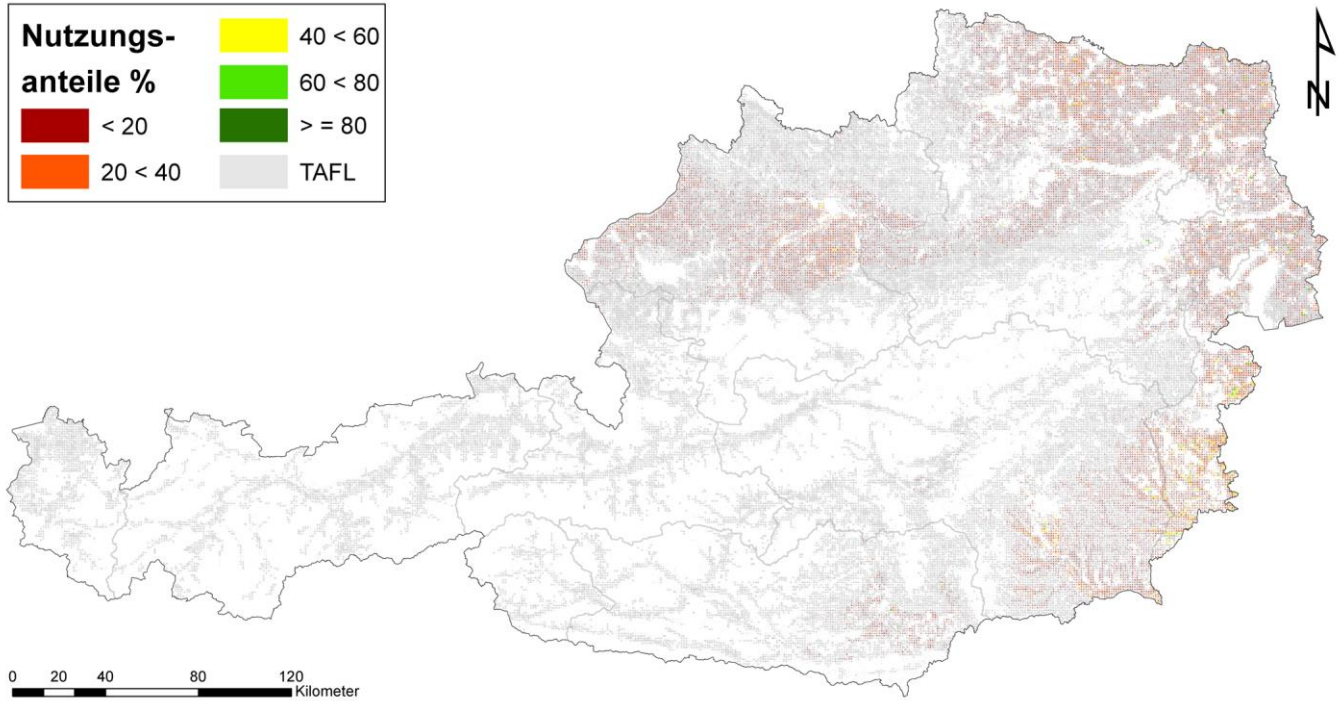 Nutzungs-
anteile %
< 20
20 < 40
40 < 60
60 < 80
> = 80
TAFL
N
0 20 40 80 120
Kilometer